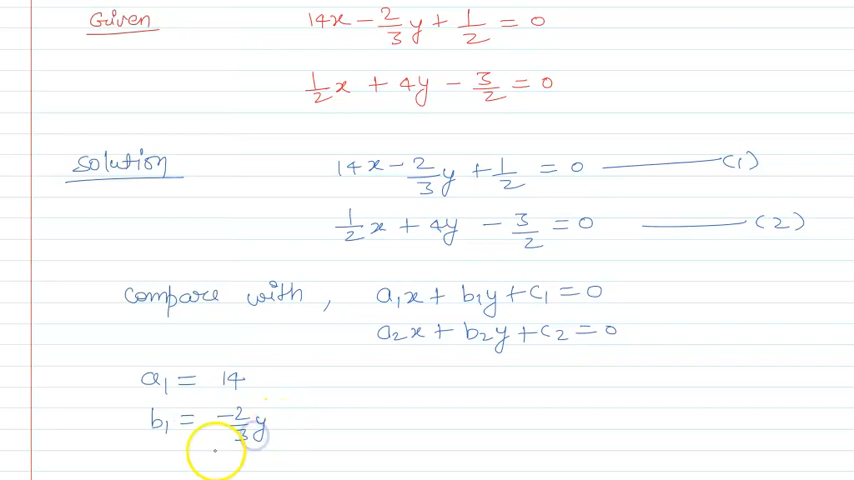 Given 14x - 2/3 y + 1/2 = 0
1/2 x + 4y - 3/2 = 0
Solution 14x - 2/3 y + 1/2 = 0 ——— (1)
1/2 x + 4y - 3/2 = 0 ——— (2)
Compare with, a₁x + b₁y + c₁ = 0
a₂x + b₂y + c₂ = 0
a₁ = 14
b₁ = -2/3 y